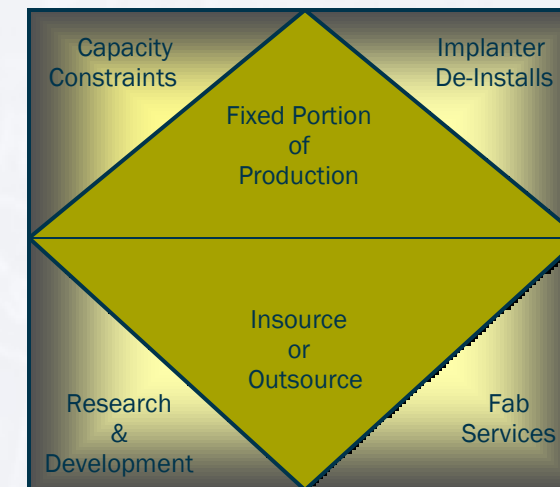 Capacity
Constraints
Implanter
De-Installs
Fixed Portion
of
Production
Insource
or
Outsource
Research
&
Development
Fab
Services